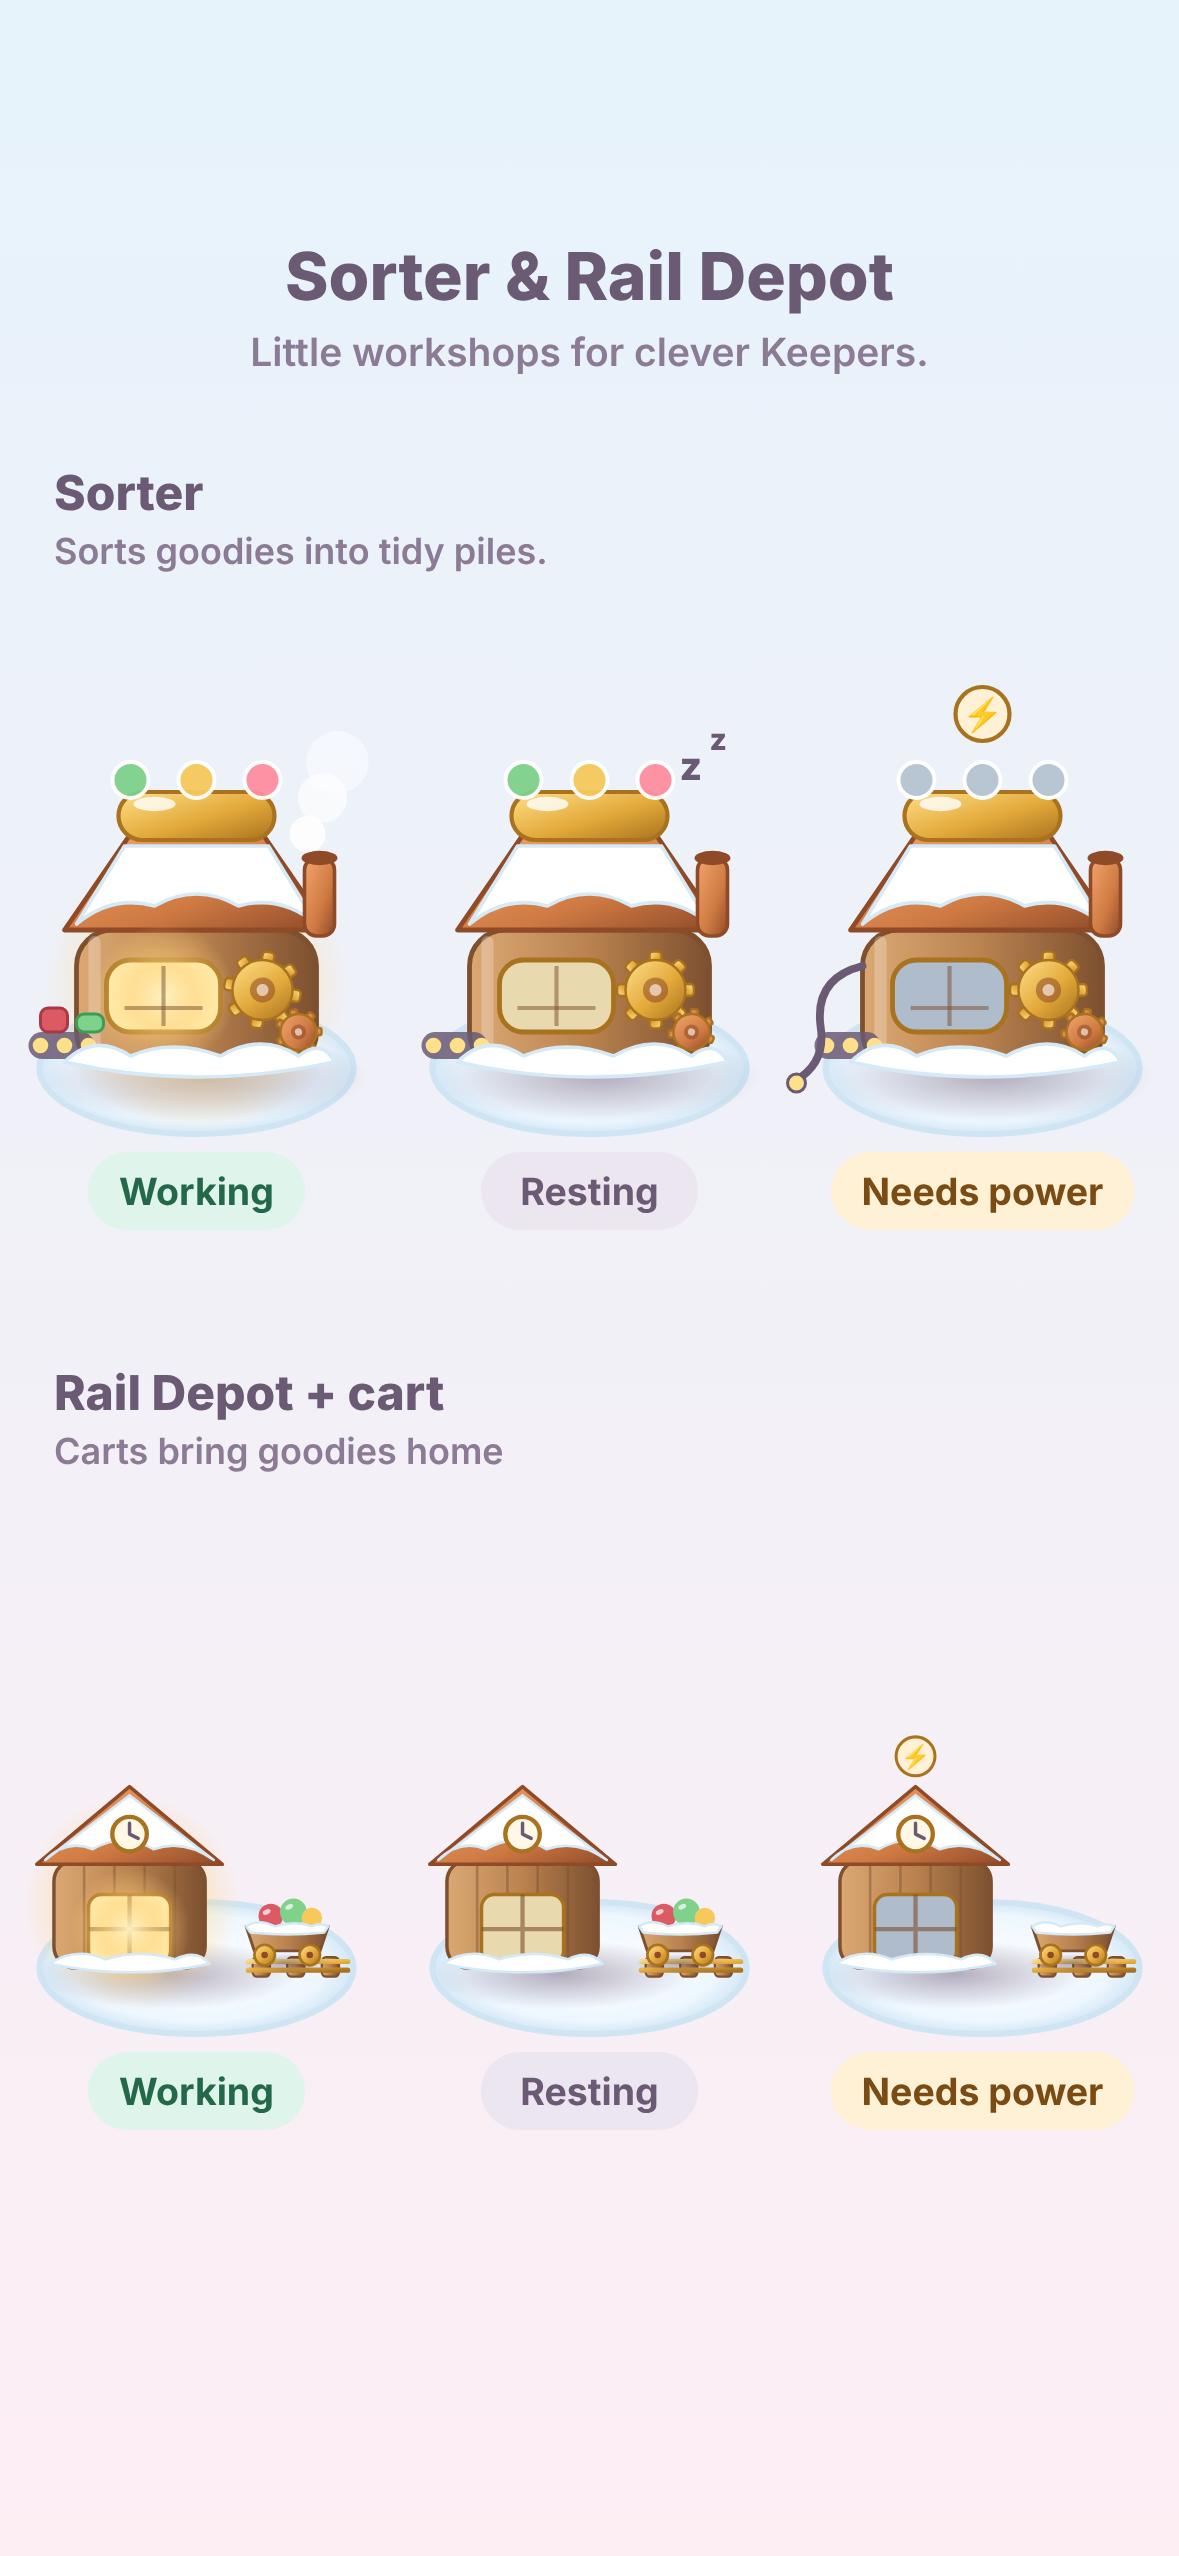 Sorter & Rail Depot
Little workshops for clever Keepers.
Sorter
Sorts goodies into tidy piles.
z
z
Working
Resting
Needs power
Rail Depot + cart
Carts bring goodies home
Working
Resting
Needs power